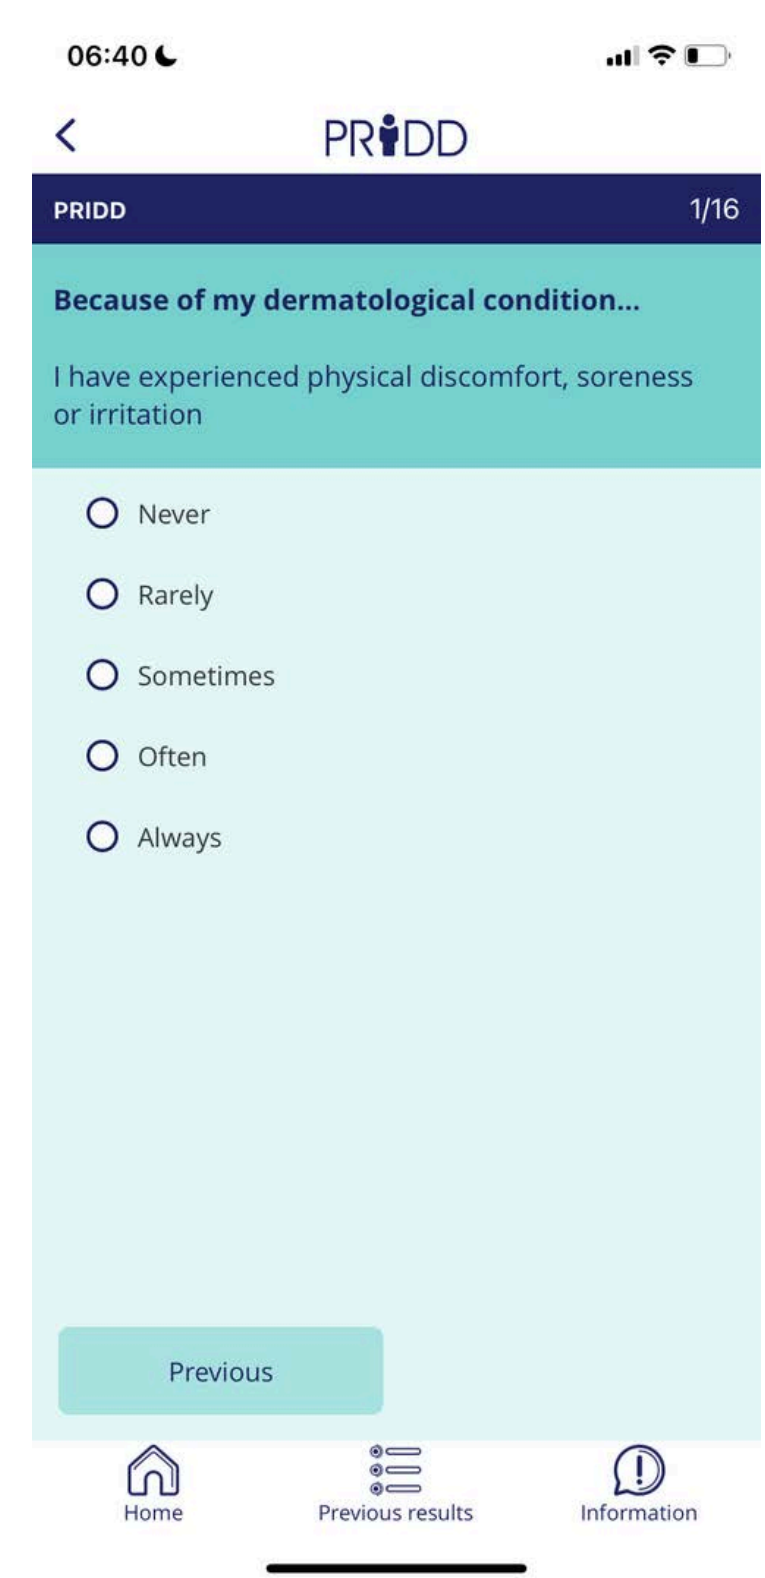 06:40
PRiDD
PRIDD 1/16
Because of my dermatological condition...
I have experienced physical discomfort, soreness
or irritation
Never
Rarely
Sometimes
Often
Always
Previous
Home Previous results Information